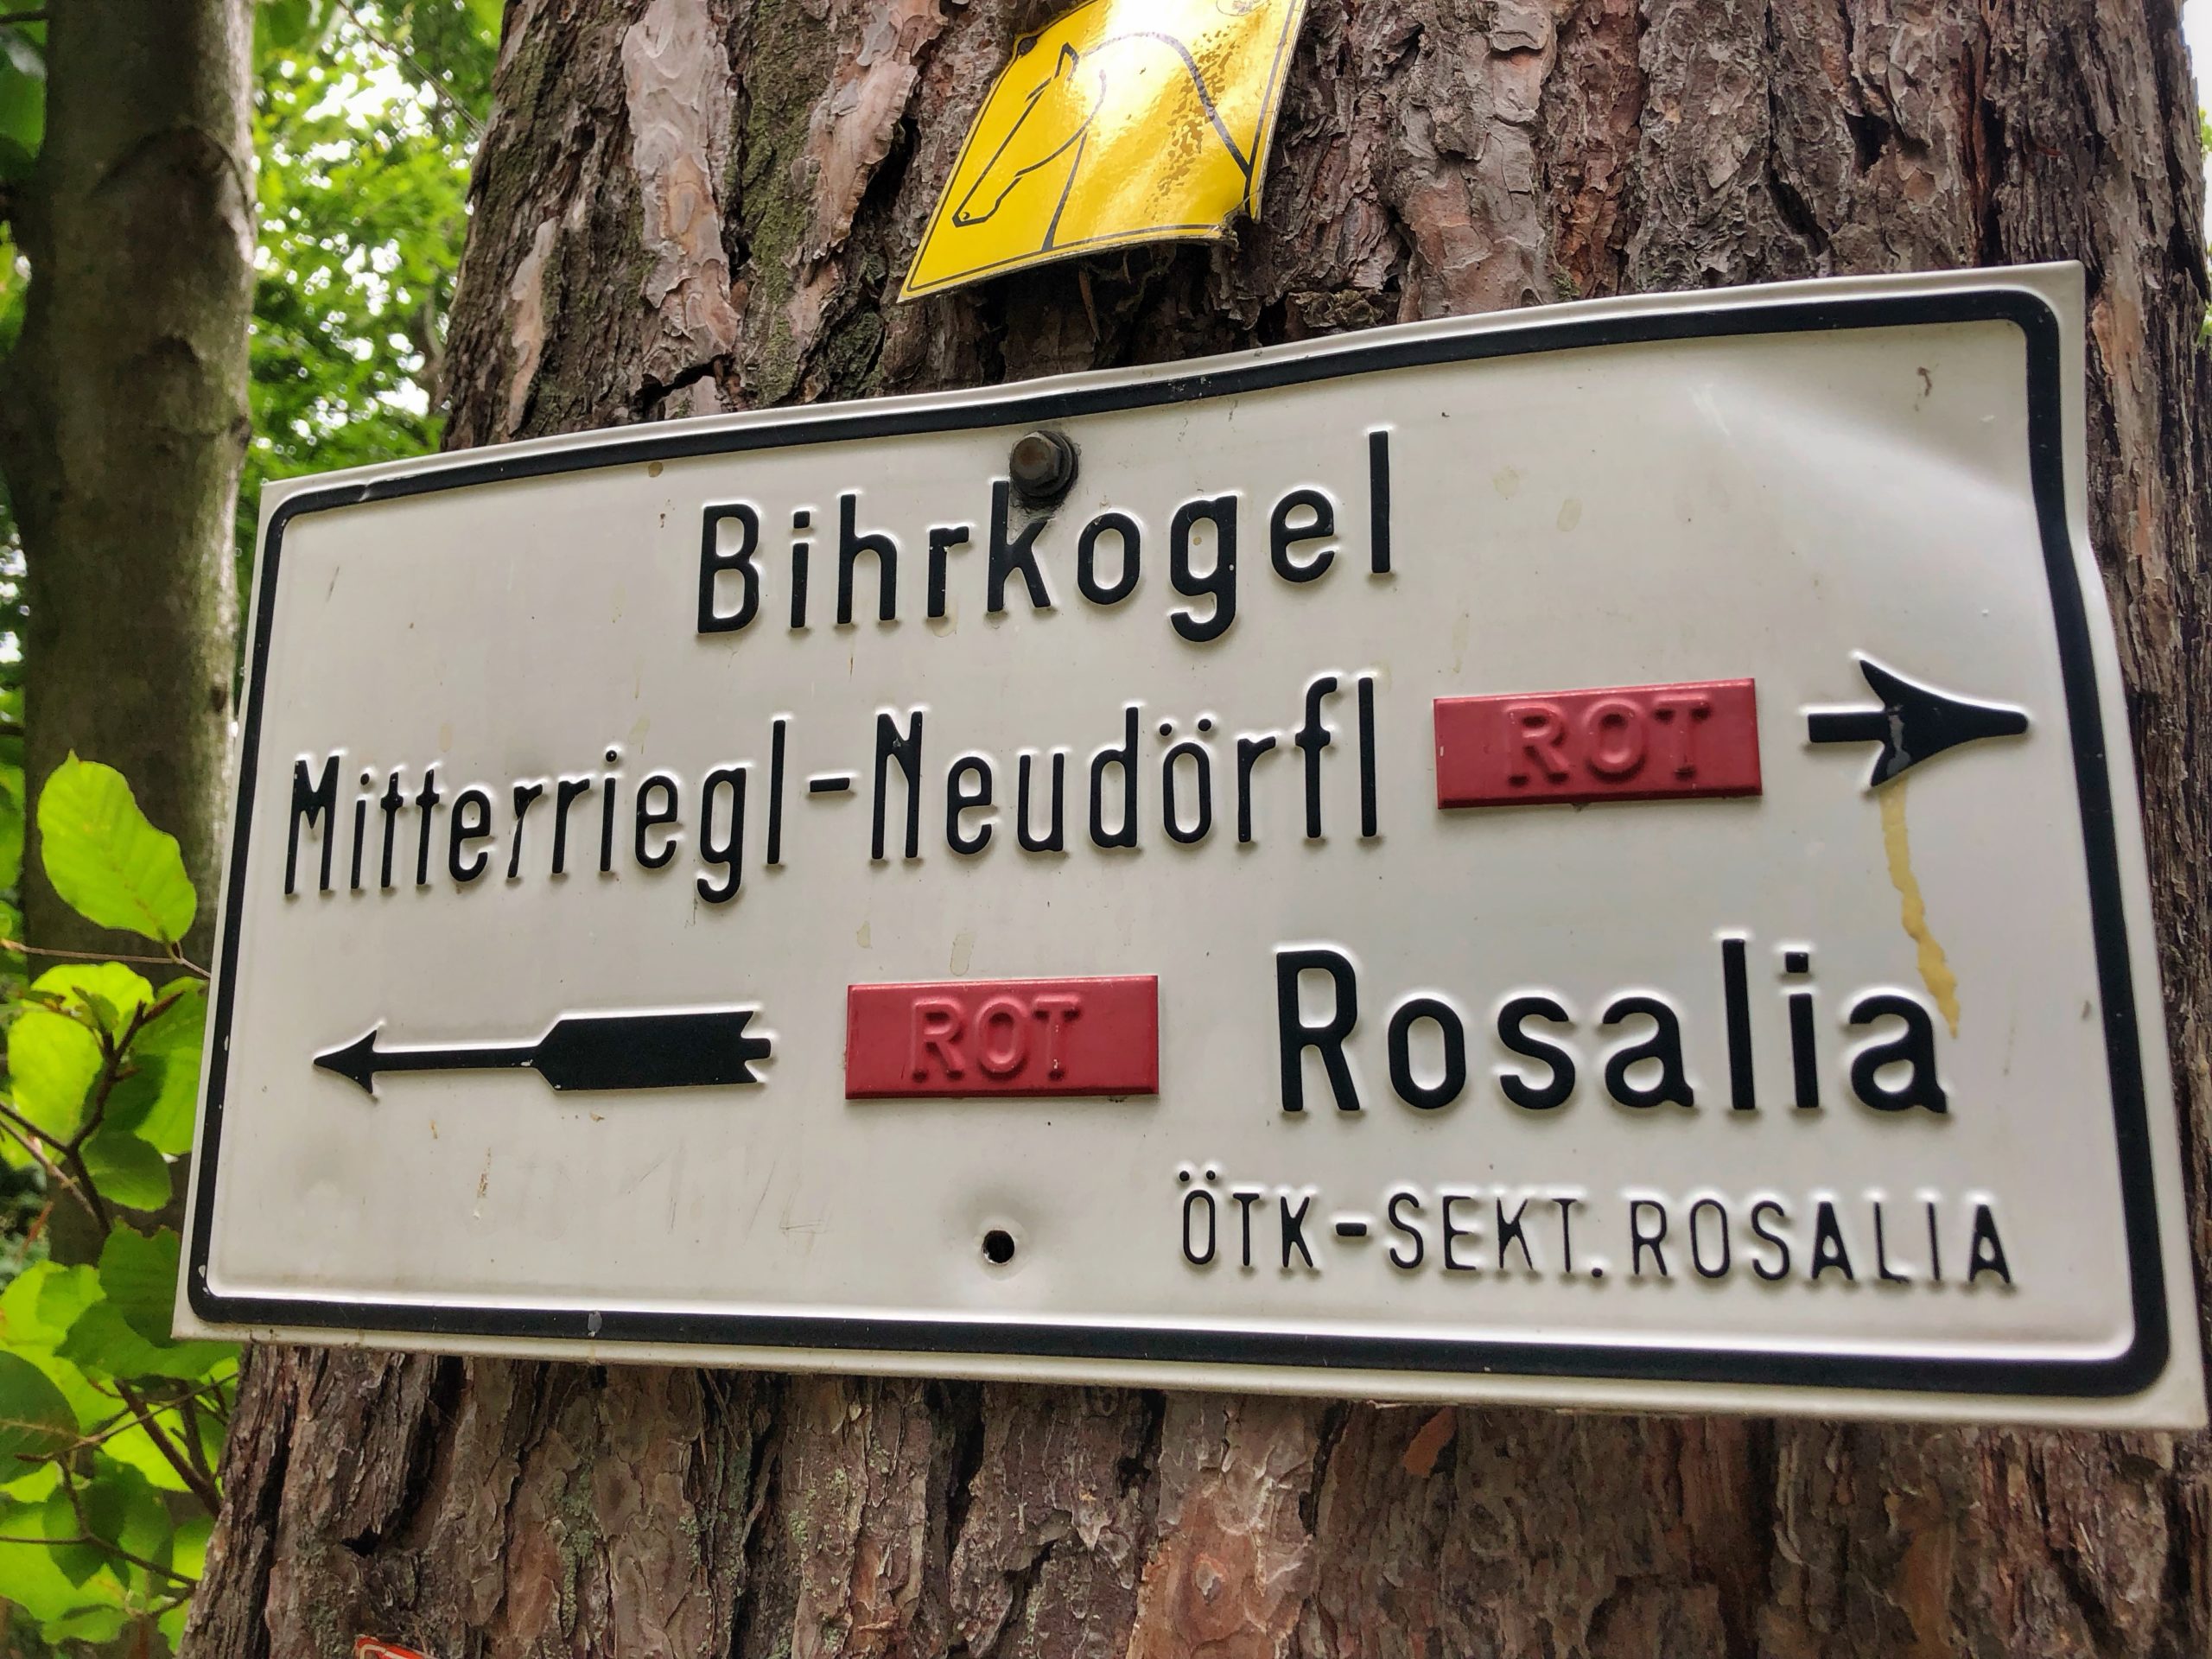 Bihrkogel
Mitterriegl-Neudörfl ROT
ROT Rosalia
ÖTK-SEKT.ROSALIA